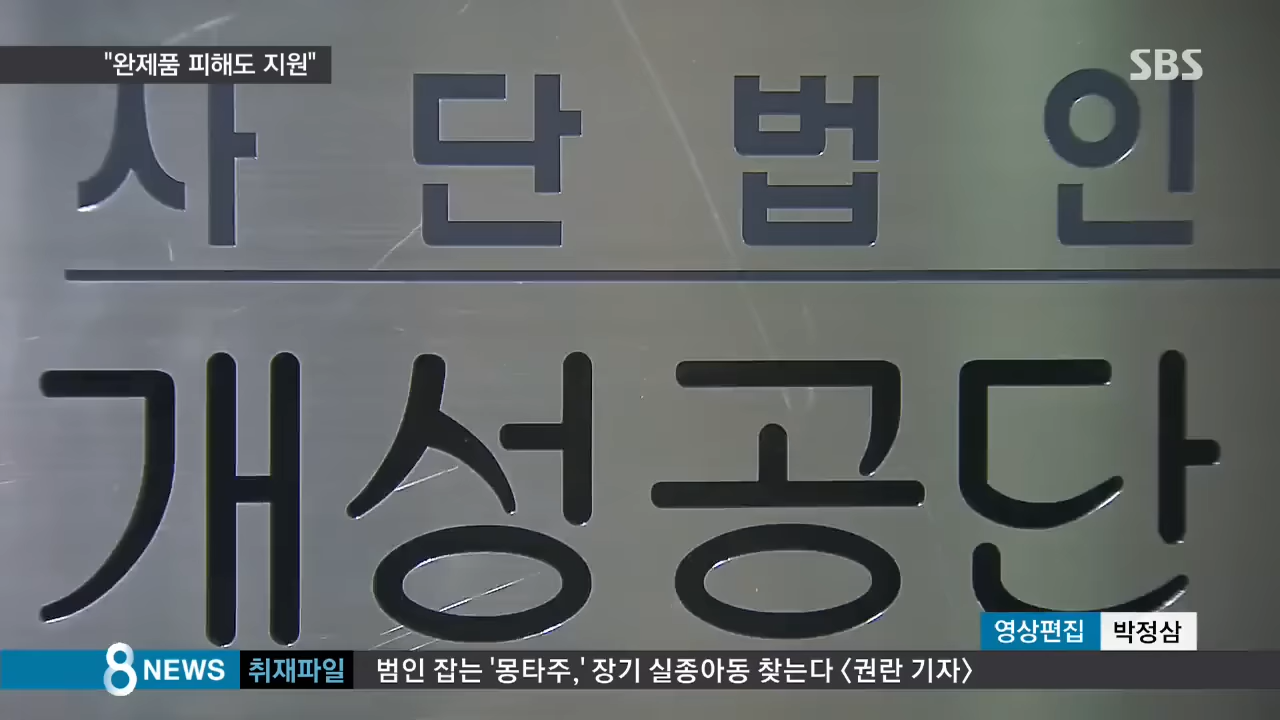 "완제품 피해도 지원"
SBS
사단법인
개성공단
영상편집 박정삼
8 NEWS 취재파일 범인 잡는 '몽타주,' 장기 실종아동 찾는다 〈권란 기자〉